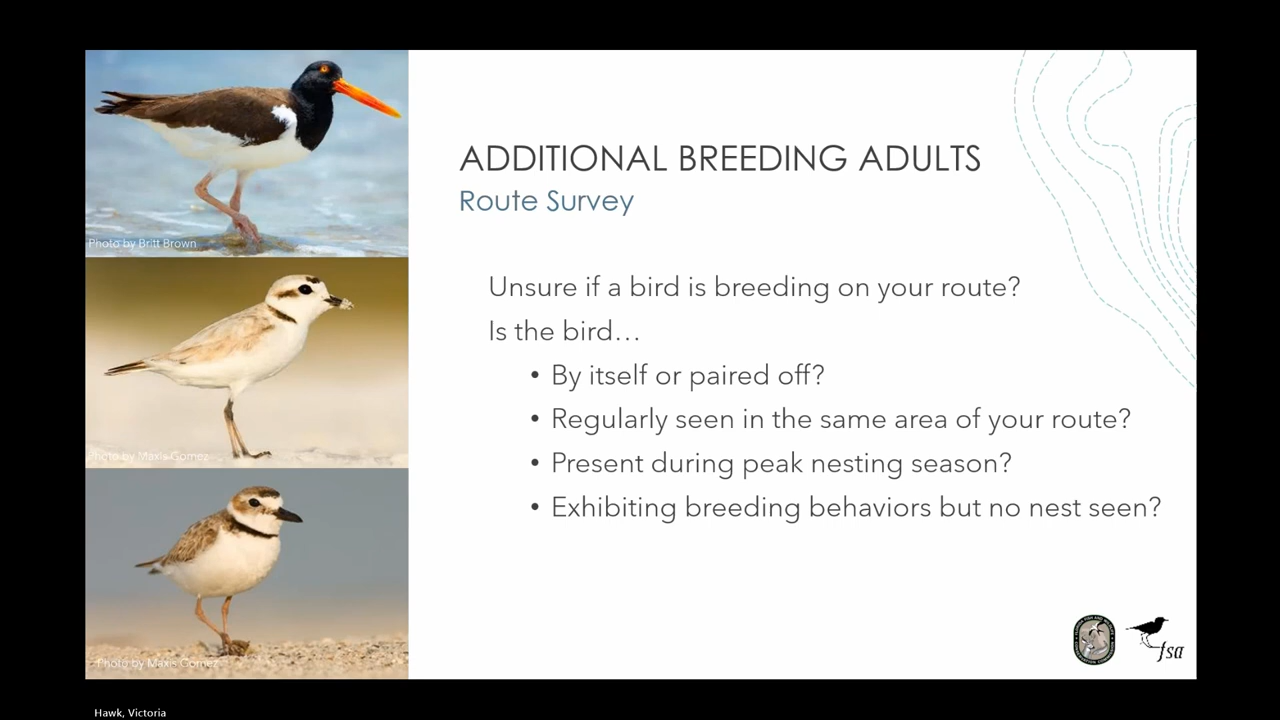 Photo by Britt Brown
Photo by Maxis Gomez
Photo by Maxis Gomez
ADDITIONAL BREEDING ADULTS
Route Survey
Unsure if a bird is breeding on your route?
Is the bird…
• By itself or paired off?
• Regularly seen in the same area of your route?
• Present during peak nesting season?
• Exhibiting breeding behaviors but no nest seen?
fsa
Hawk, Victoria